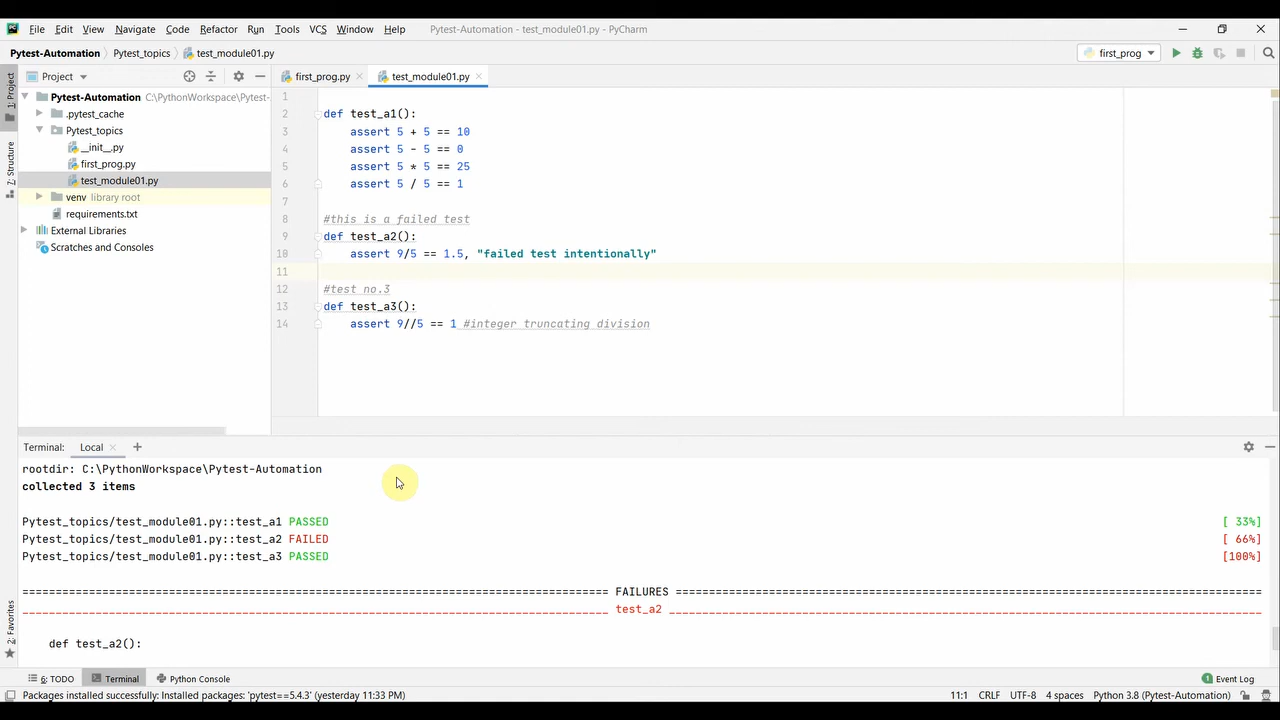 File Edit View Navigate Code Refactor Run Tools VCS Window Help Pytest-Automation - test_module01.py - PyCharm
Pytest-Automation Pytest_topics test_module01.py first_prog
1: Project
Project
first_prog.py test_module01.py
Pytest-Automation C:\PythonWorkspace\Pytest-
.pytest_cache
Pytest_topics
__init__.py
first_prog.py
test_module01.py
venv library root
requirements.txt
External Libraries
Scratches and Consoles
7: Structure
1
2 def test_a1():
3 assert 5 + 5 == 10
4 assert 5 - 5 == 0
5 assert 5 * 5 == 25
6 assert 5 / 5 == 1
7
8 #this is a failed test
9 def test_a2():
10 assert 9/5 == 1.5, "failed test intentionally"
11
12 #test no.3
13 def test_a3():
14 assert 9//5 == 1 #integer truncating division
Terminal: Local +
rootdir: C:\PythonWorkspace\Pytest-Automation
collected 3 items
Pytest_topics/test_module01.py::test_a1 PASSED [ 33%]
Pytest_topics/test_module01.py::test_a2 FAILED [ 66%]
Pytest_topics/test_module01.py::test_a3 PASSED [100%]
FAILURES
test_a2
def test_a2():
2: Favorites
6: TODO Terminal Python Console 1 Event Log
Packages installed successfully: Installed packages: 'pytest==5.4.3' (yesterday 11:33 PM) 11:1 CRLF UTF-8 4 spaces Python 3.8 (Pytest-Automation)